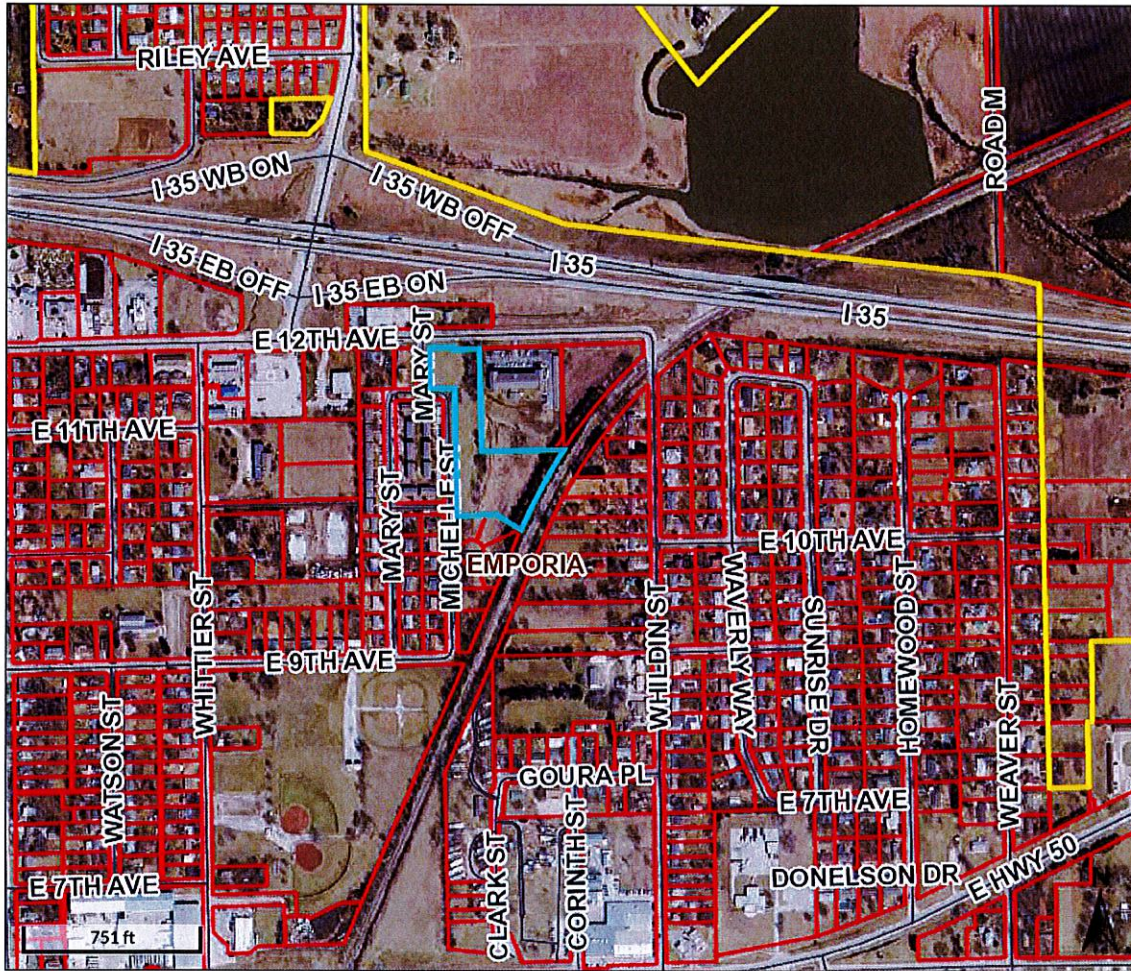 RILEY AVE
ROAD M
I 35 WB ON
I 35 WB OFF
I 35 EB OFF
I 35 EB ON
I 35
I 35
E 12TH AVE
MARY ST
E 11TH AVE
MARY ST
MICHELLE ST
E 10TH AVE
EMPORIA
WHITTIER ST
WHILDIN ST
WAVERLY WAY
SUNRISE DR
HOMEWOOD ST
WEAVER ST
E 9TH AVE
WATSON ST
GOURA PL
E 7TH AVE
CLARK ST
CORINTH ST
DONELSON DR
E HWY 50
E 7TH AVE
751 ft
N